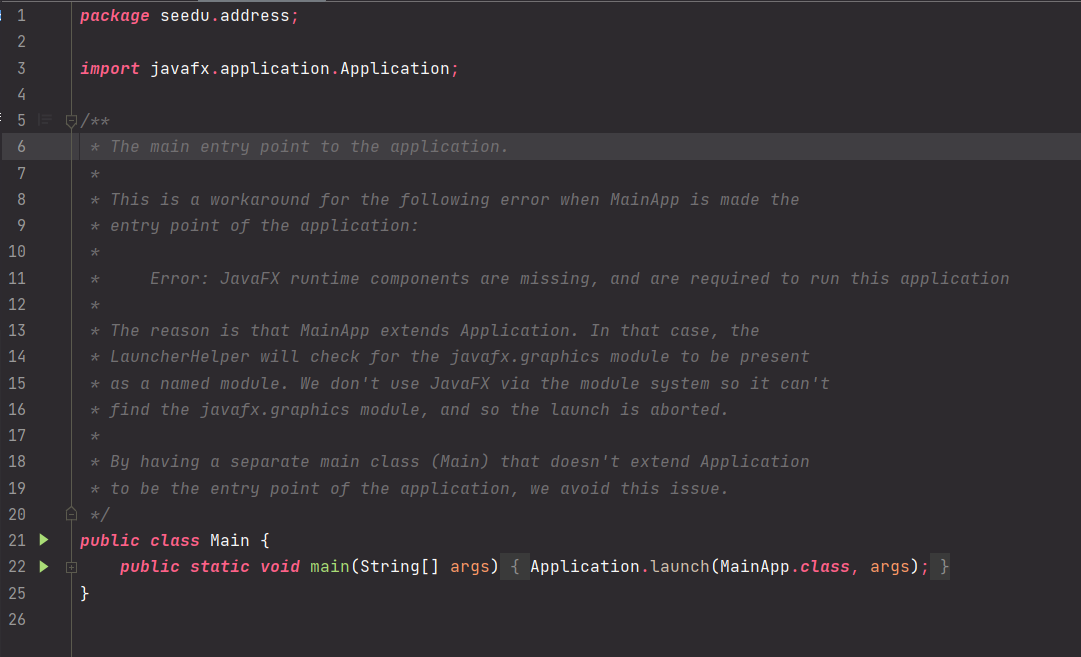 1 package seedu.address;
2
3 import javafx.application.Application;
4
5 /**
6  * The main entry point to the application.
7  *
8  * This is a workaround for the following error when MainApp is made the
9  * entry point of the application:
10  *
11  *     Error: JavaFX runtime components are missing, and are required to run this application
12  *
13  * The reason is that MainApp extends Application. In that case, the
14  * LauncherHelper will check for the javafx.graphics module to be present
15  * as a named module. We don't use JavaFX via the module system so it can't
16  * find the javafx.graphics module, and so the launch is aborted.
17  *
18  * By having a separate main class (Main) that doesn't extend Application
19  * to be the entry point of the application, we avoid this issue.
20  */
21 public class Main {
22     public static void main(String[] args) { Application.launch(MainApp.class, args); }
25 }
26